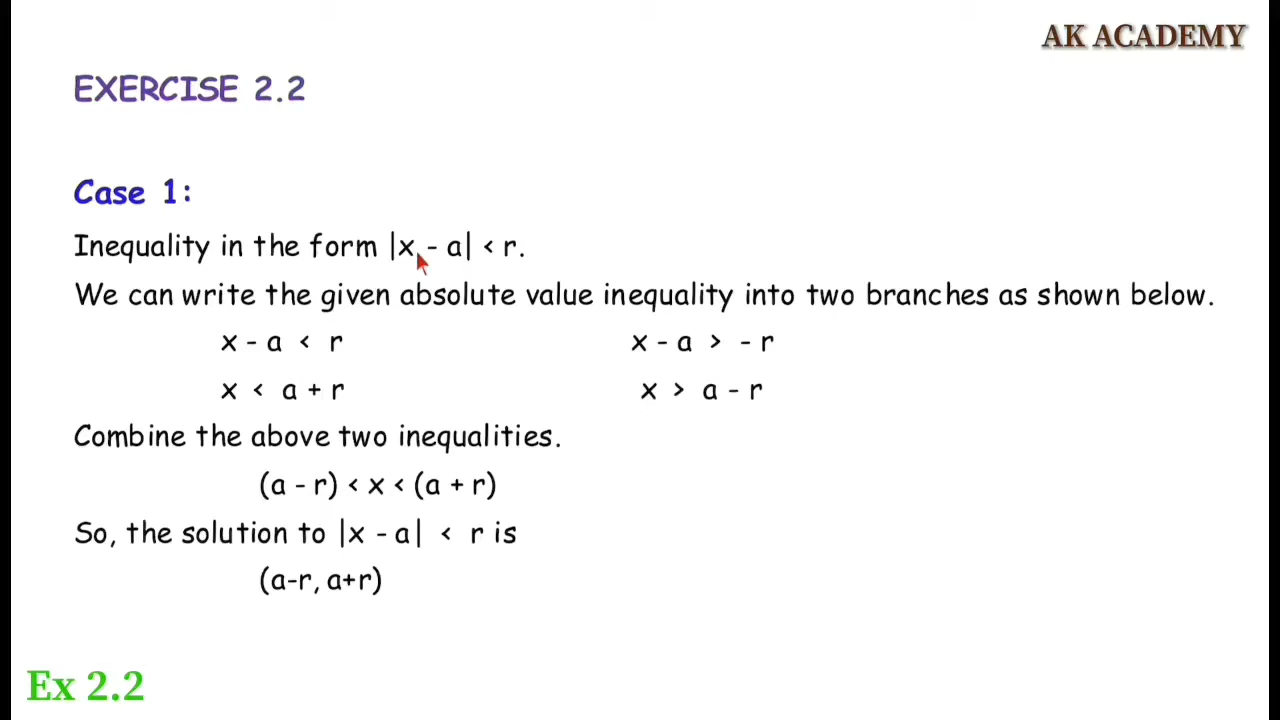 AK ACADEMY
EXERCISE 2.2
Case 1:
Inequality in the form |x - a| < r.
We can write the given absolute value inequality into two branches as shown below.
x - a < r x - a > - r
x < a + r x > a - r
Combine the above two inequalities.
(a - r) < x < (a + r)
So, the solution to |x - a| < r is
(a-r, a+r)
Ex 2.2